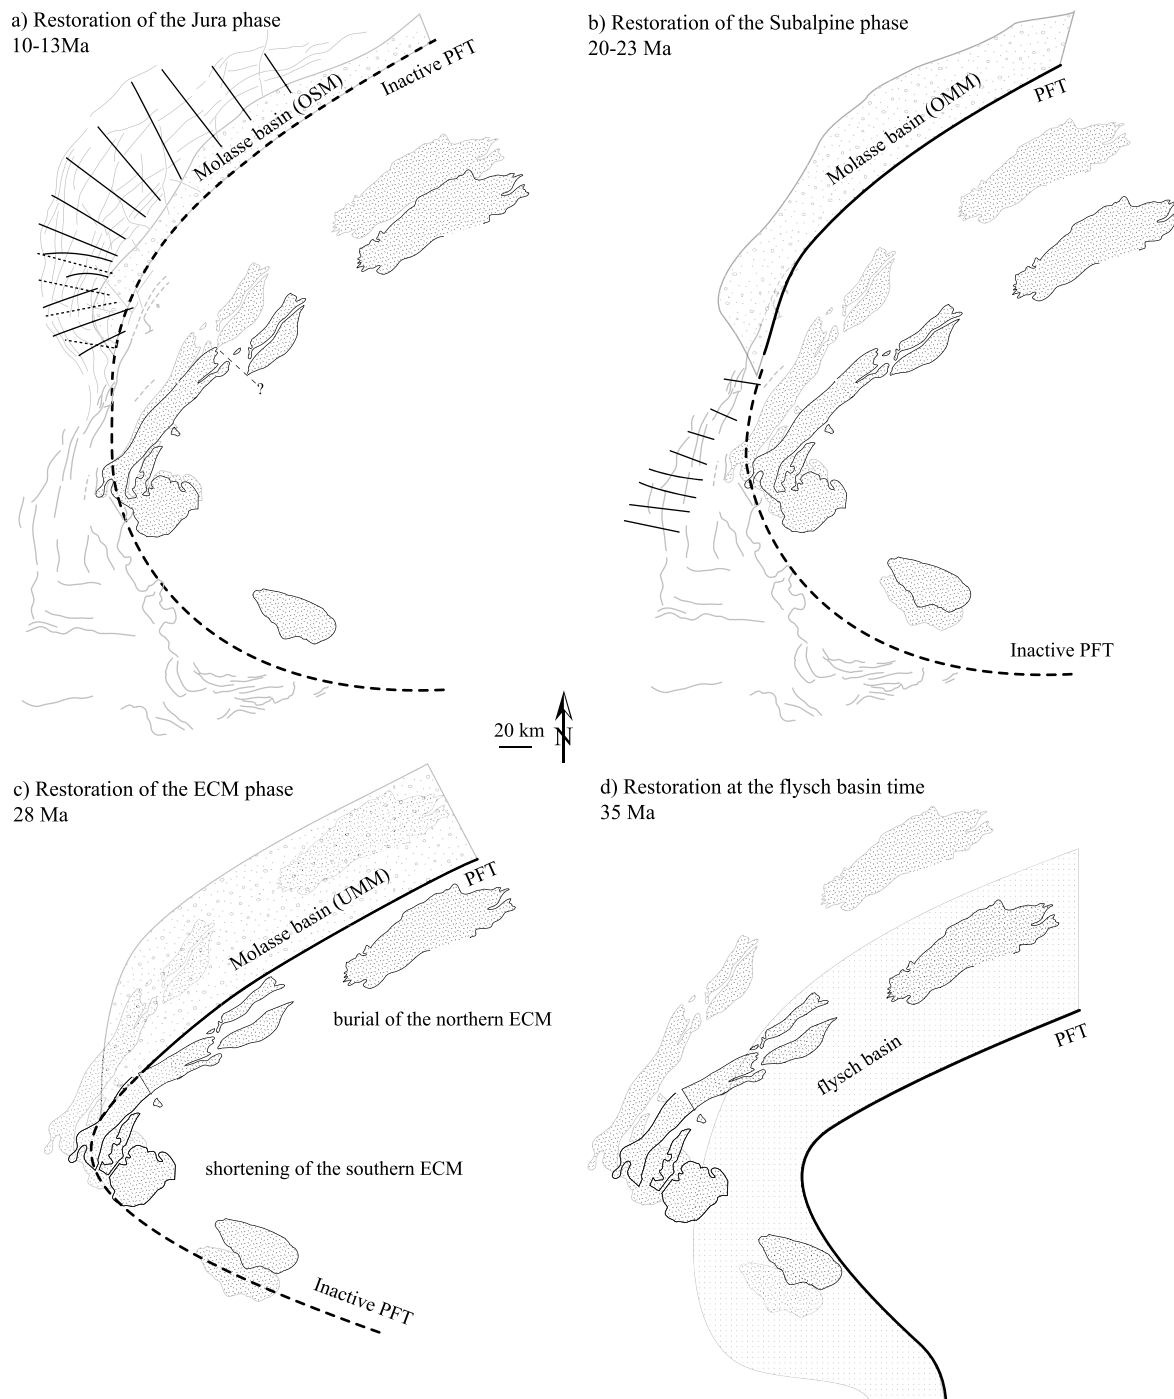 a) Restoration of the Jura phase
10-13Ma
Inactive PFT
Molasse basin (OSM)
?
b) Restoration of the Subalpine phase
20-23 Ma
PFT
Molasse basin (OMM)
Inactive PFT
20 km
N
c) Restoration of the ECM phase
28 Ma
PFT
Molasse basin (UMM)
burial of the northern ECM
shortening of the southern ECM
Inactive PFT
d) Restoration at the flysch basin time
35 Ma
PFT
flysch basin